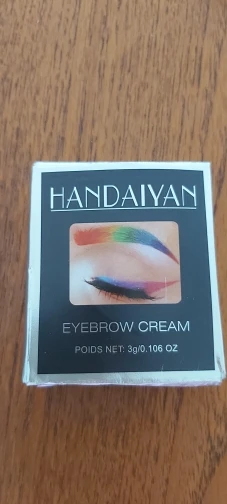 HANDAIYAN
EYEBROW CREAM
POIDS NET: 3g/0.106 OZ